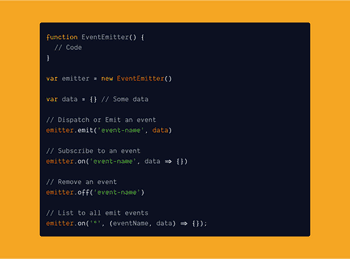 function EventEmitter() {
// Code
}
var emitter = new EventEmitter()
var data = {} // Some data
// Dispatch or Emit an event
emitter.emit('event-name', data)
// Subscribe to an event
emitter.on('event-name', data => {})
// Remove an event
emitter.off('event-name')
// List to all emit events
emitter.on('*', (eventName, data) => {});